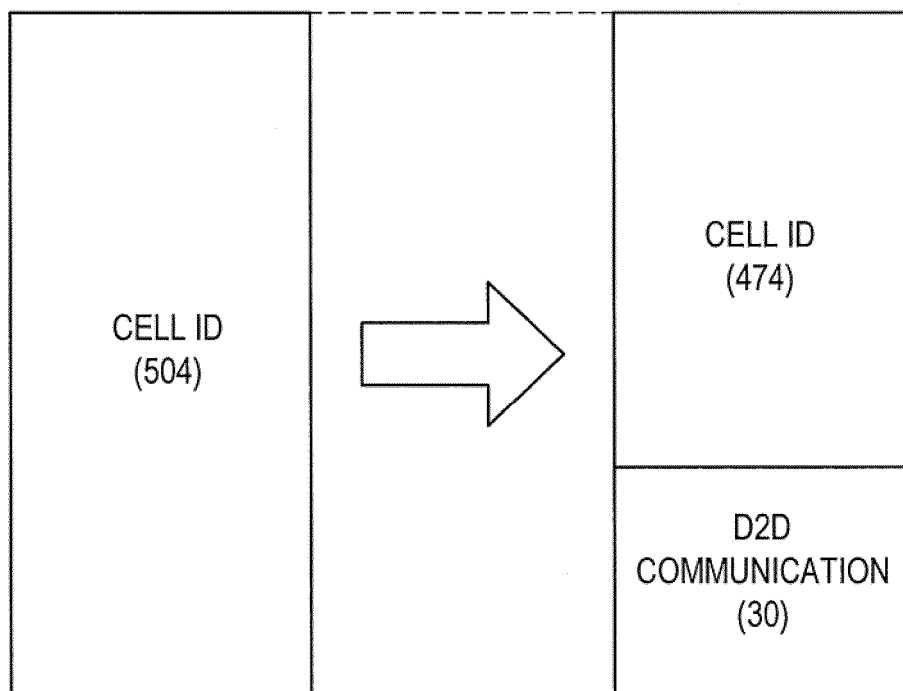 CELL ID
(504)
CELL ID
(474)
D2D
COMMUNICATION
(30)